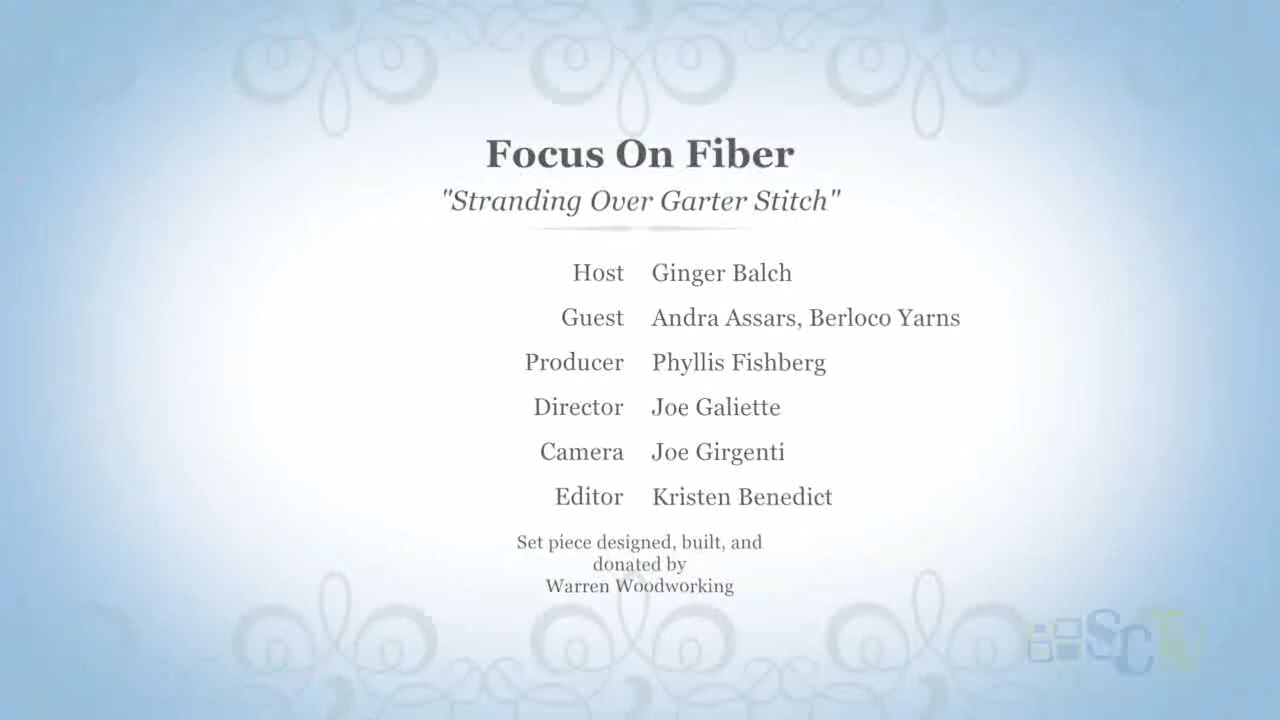 Focus On Fiber
"Stranding Over Garter Stitch"
Host Ginger Balch
Guest Andra Assars, Berloco Yarns
Producer Phyllis Fishberg
Director Joe Galiette
Camera Joe Girgenti
Editor Kristen Benedict
Set piece designed, built, and
donated by
Warren Woodworking
SCTV